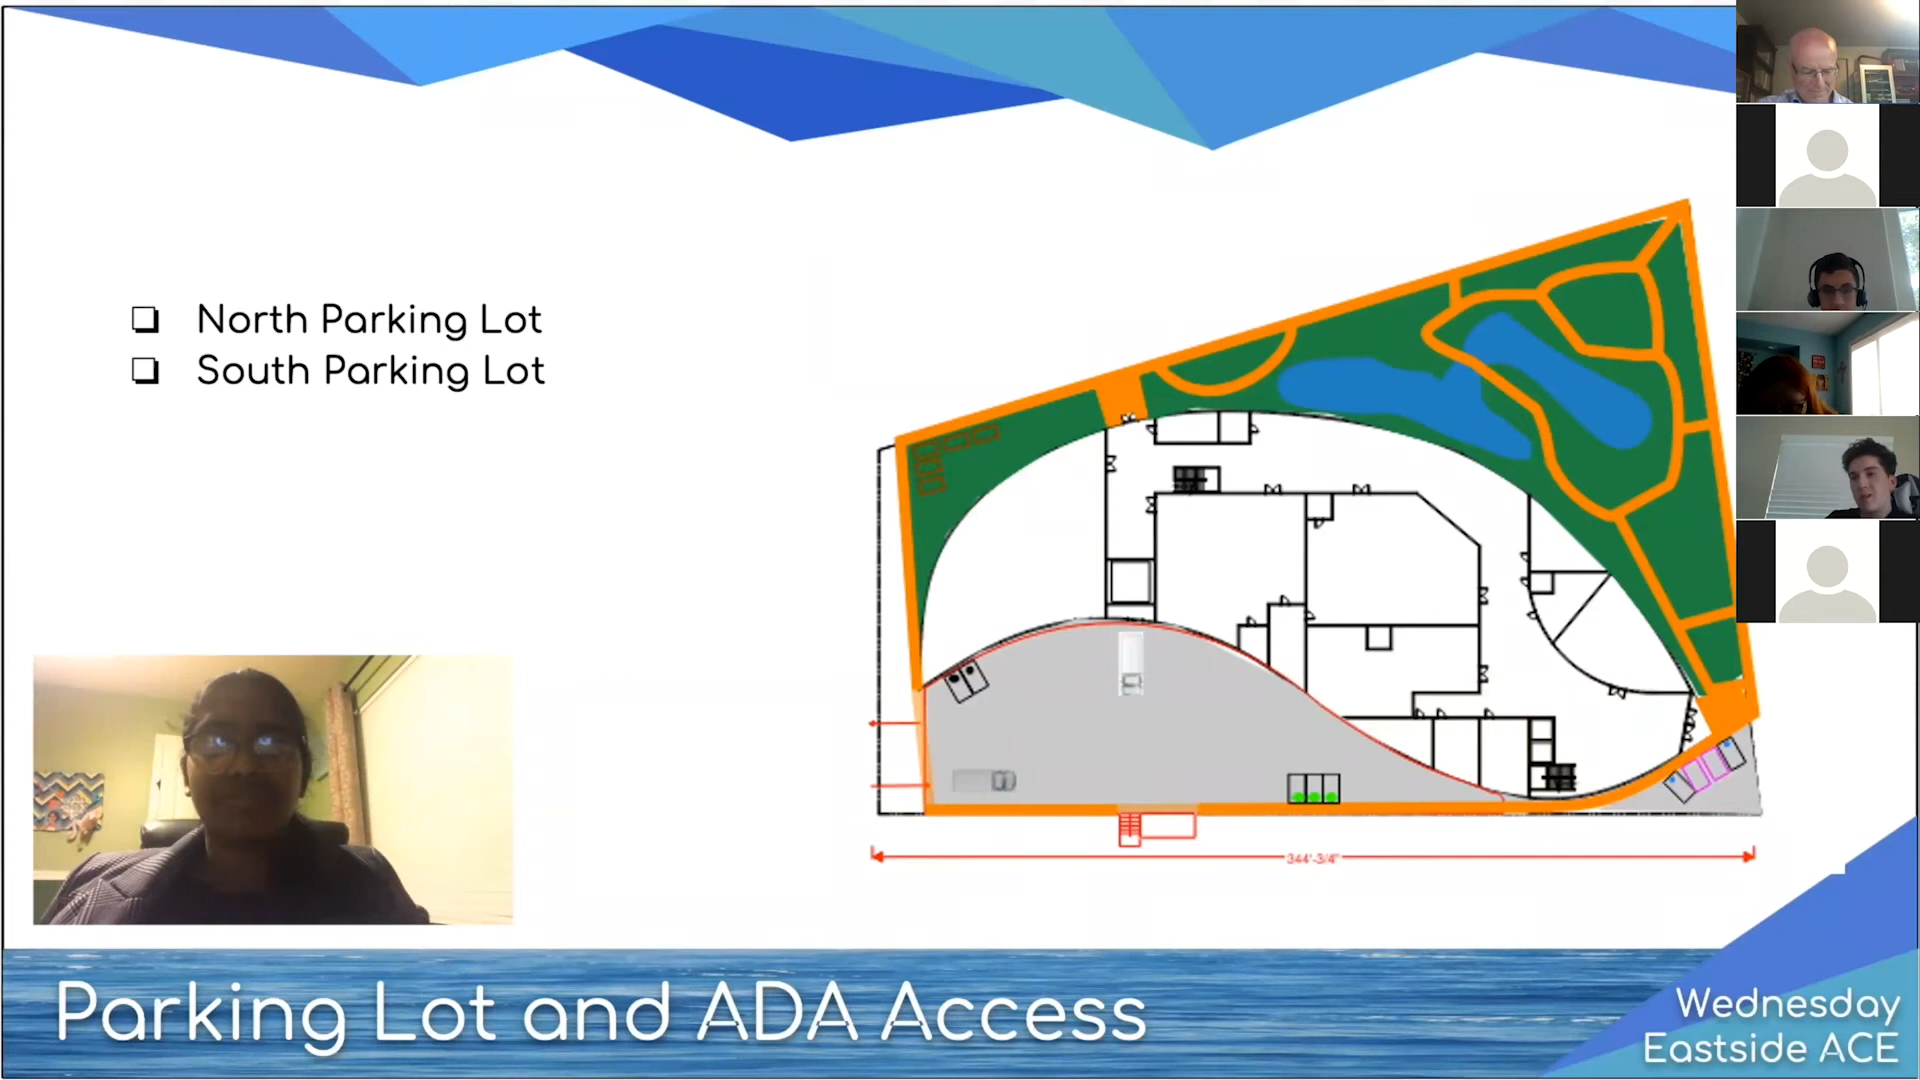 ❏ North Parking Lot
❏ South Parking Lot
344'-3/4"
Parking Lot and ADA Access
Wednesday
Eastside ACE